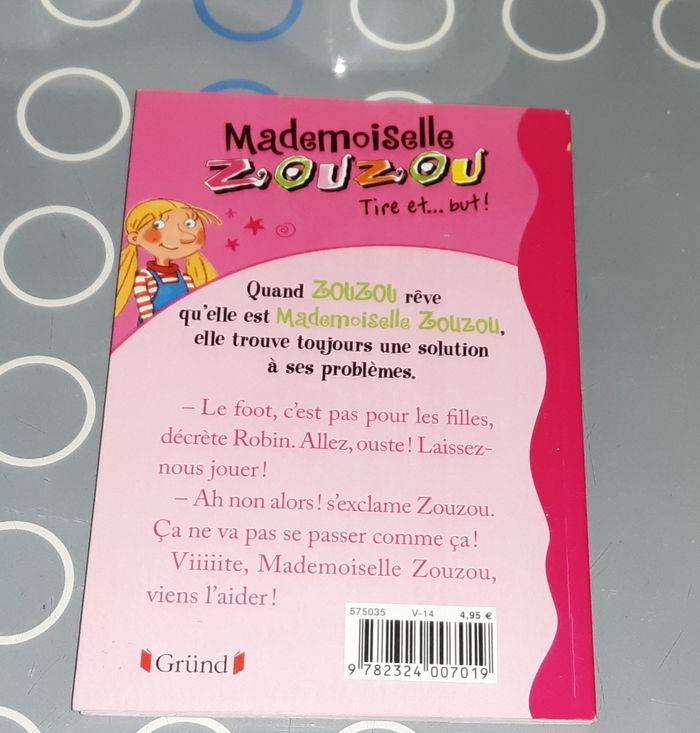 Mademoiselle
ZOUZOU
Tire et... but!
Quand ZOUZOU rêve
qu'elle est Mademoiselle Zouzou,
elle trouve toujours une solution
à ses problèmes.
– Le foot, c'est pas pour les filles,
décrète Robin. Allez, ouste ! Laissez-
nous jouer !
– Ah non alors ! s'exclame Zouzou.
Ça ne va pas se passer comme ça !
Viiiiite, Mademoiselle Zouzou,
viens l'aider !
575035 V-14 4,95 €
9 782324 007019
Gründ